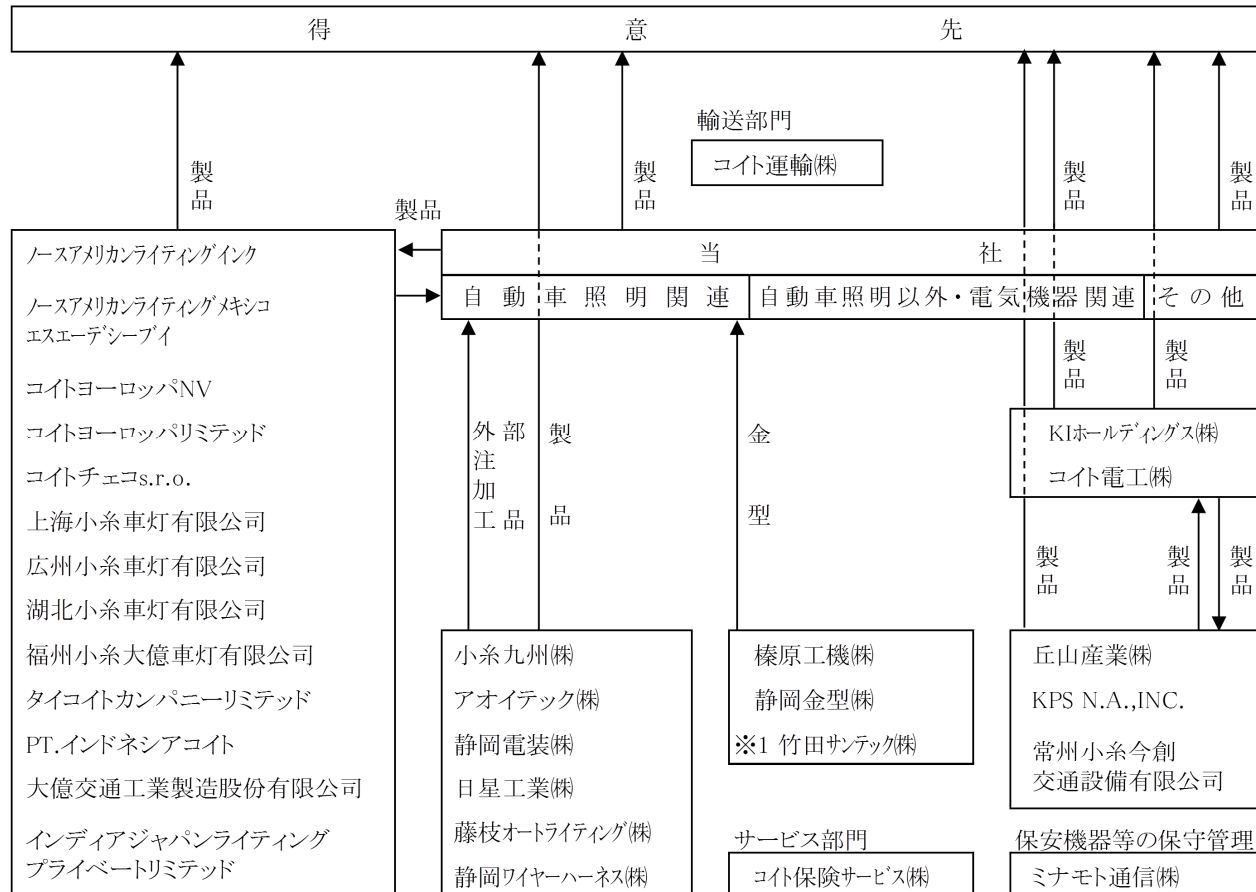 得意先
輸送部門
コイト運輸㈱
製品
製品
製品
製品
製品
当社
自動車照明関連
自動車照明以外・電気機器関連
その他
ノースアメリカンライティングインク
ノースアメリカンライティングメキシコ
エスエーデシーブイ
コイトヨーロッパNV
コイトヨーロッパリミテッド
コイトチェコs.r.o.
上海小糸車灯有限公司
広州小糸車灯有限公司
湖北小糸車灯有限公司
福州小糸大億車灯有限公司
タイコイトカンパニーリミテッド
PT.インドネシアコイト
大億交通工業製造股份有限公司
インディアジャパンライティング
プライベートリミテッド
外注加工
部品
製品
金型
製品
製品
KIホールディングス㈱
コイト電工㈱
製品
製品
製品
小糸九州㈱
アオイテック㈱
静岡電装㈱
日星工業㈱
藤枝オートライティング㈱
静岡ワイヤーハーネス㈱
榛原工機㈱
静岡金型㈱
※1 竹田サンテック㈱
サービス部門
コイト保険サービス㈱
丘山産業㈱
KPS N.A.,INC.
常州小糸今創
交通設備有限公司
保安機器等の保守管理
ミナモト通信㈱